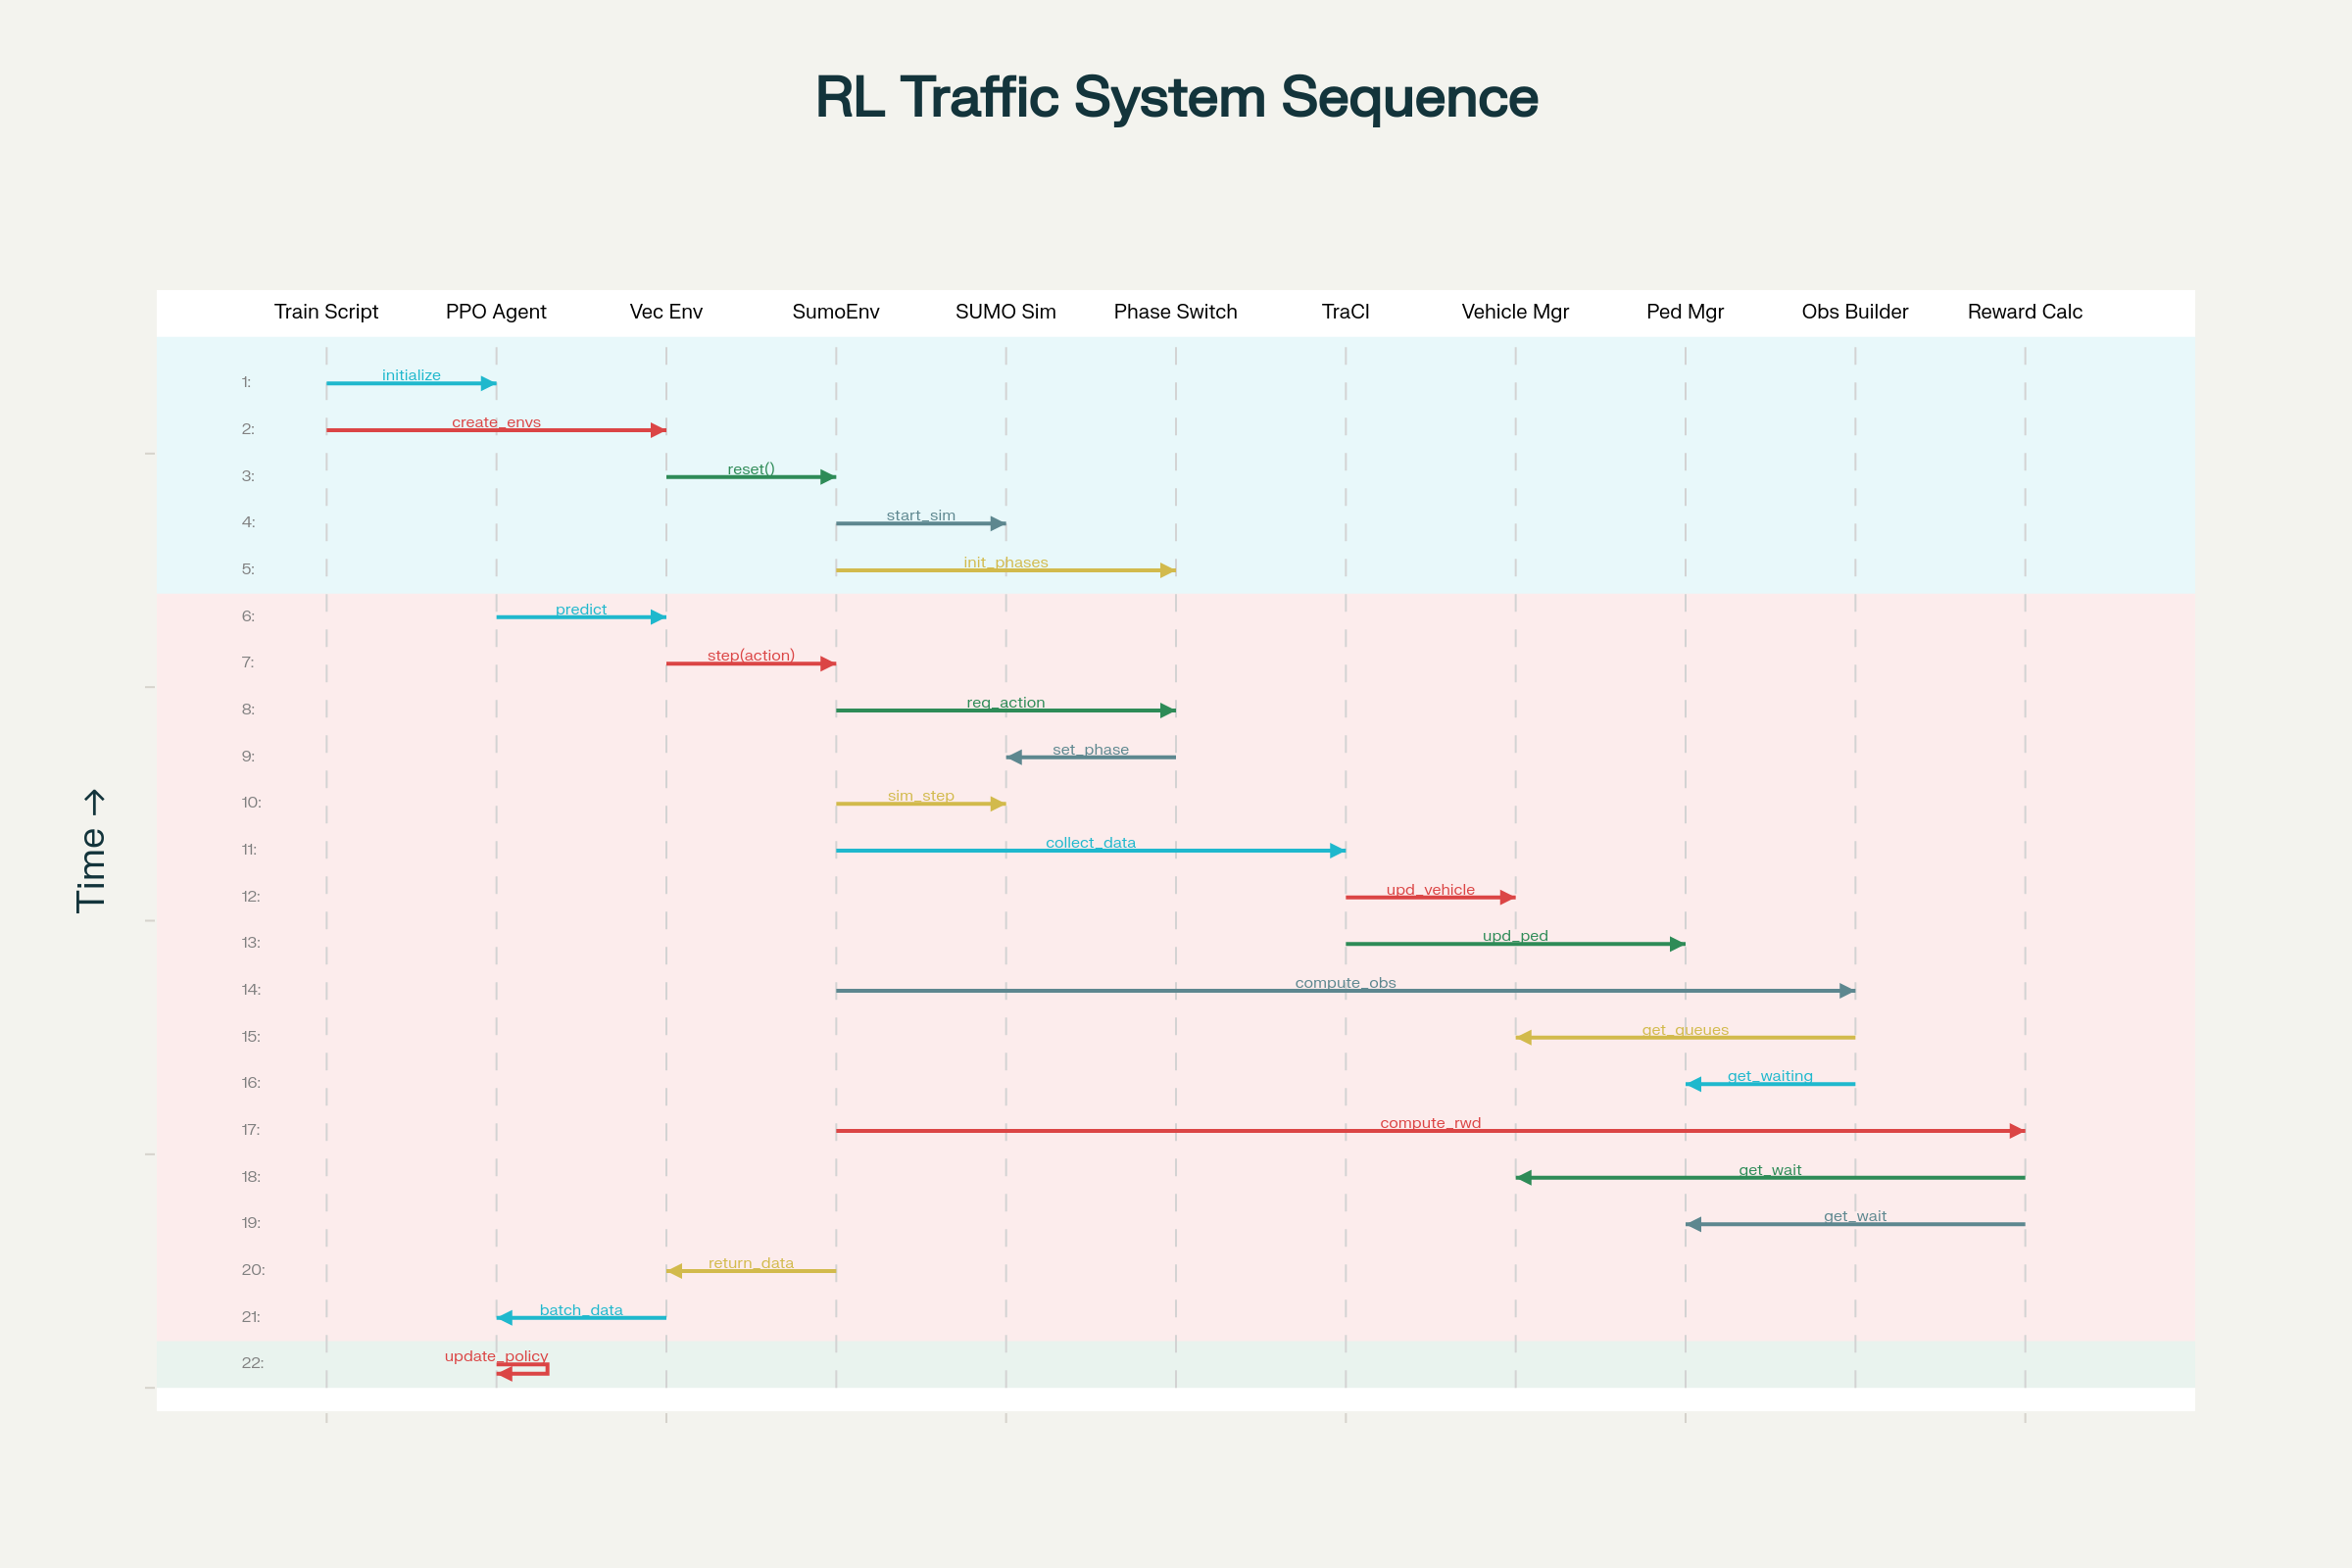 RL Traffic System Sequence
Train Script PPO Agent Vec Env SumoEnv SUMO Sim Phase Switch TraCI Vehicle Mgr Ped Mgr Obs Builder Reward Calc
1: initialize
2: create_envs
3: reset()
4: start_sim
5: init_phases
6: predict
7: step(action)
8: req_action
9: set_phase
10: sim_step
11: collect_data
12: upd_vehicle
13: upd_ped
14: compute_obs
15: get_queues
16: get_waiting
17: compute_rwd
18: get_wait
19: get_wait
20: return_data
21: batch_data
22: update_policy
Time →